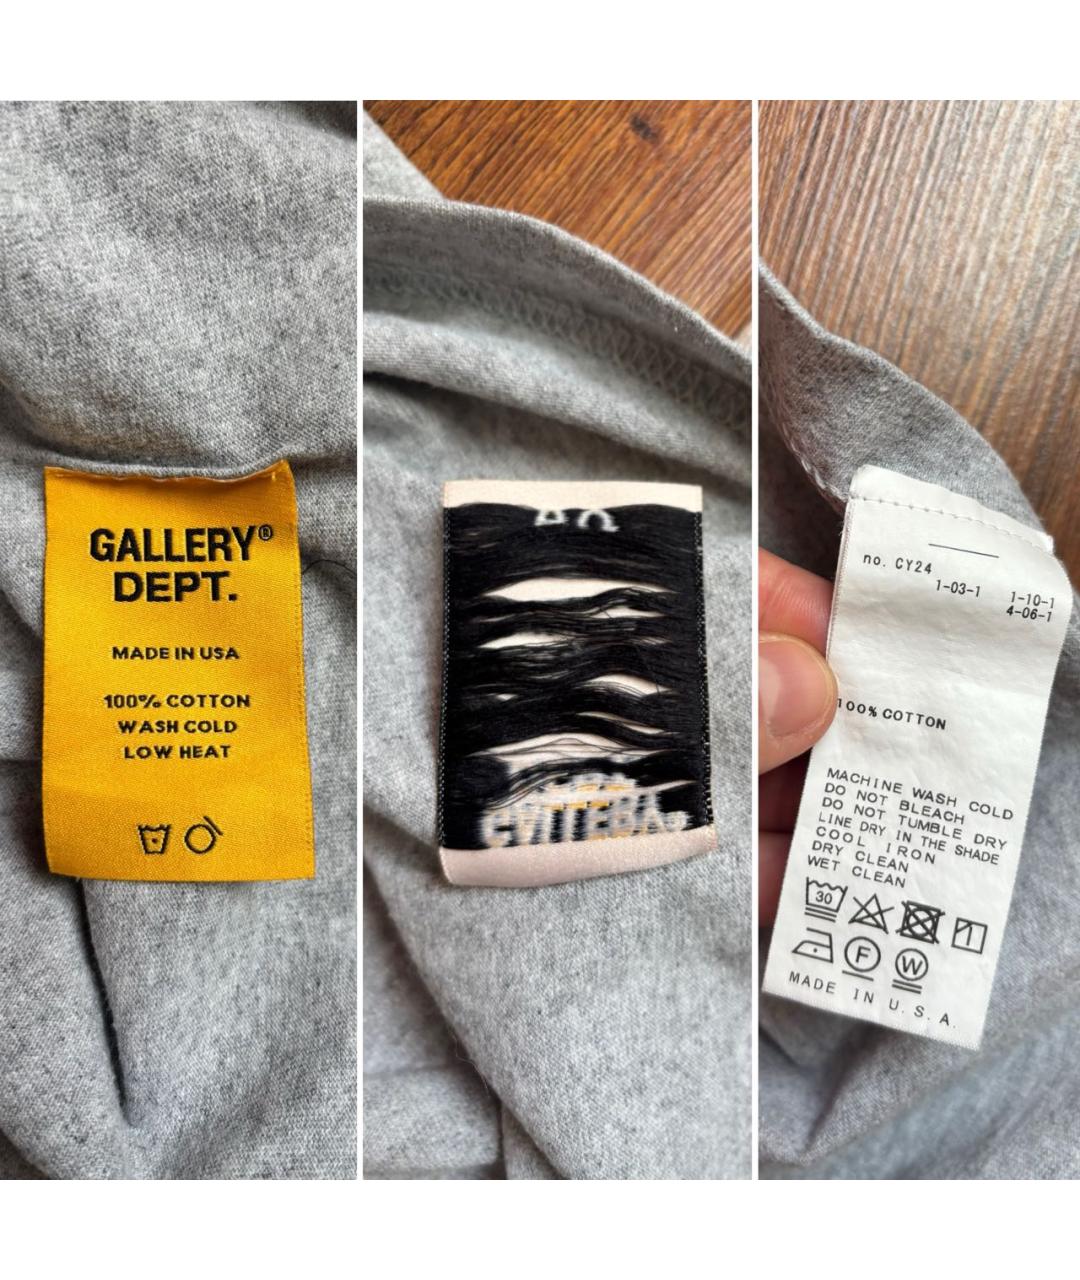 GALLERY®
DEPT.
MADE IN USA
100% COTTON
WASH COLD
LOW HEAT
no. CY24
1-03-1 1-10-1
4-06-1
100% COTTON
MACHINE WASH COLD
DO NOT BLEACH
DO NOT TUMBLE DRY
LINE DRY IN THE SHADE
COOL IRON
DRY CLEAN
WET CLEAN
30
F
W
MADE IN U.S.A.